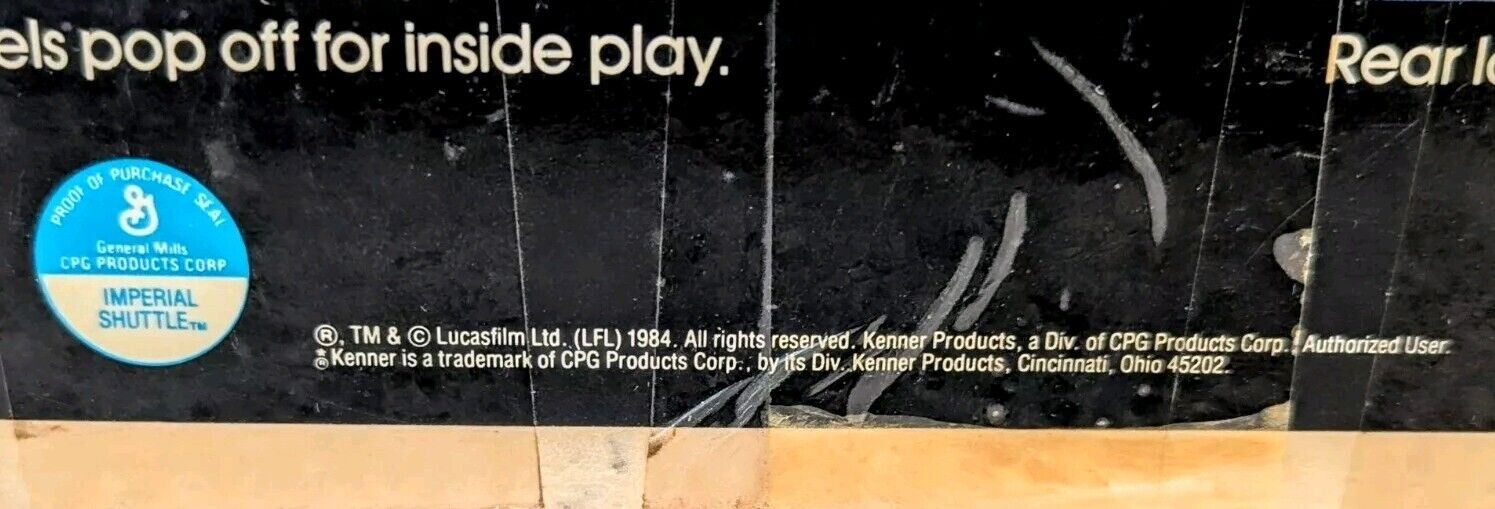 els pop off for inside play.
Rear
PROOF OF PURCHASE SEAL
G
General Mills
CPG PRODUCTS CORP
IMPERIAL
SHUTTLE™
®, TM & © Lucasfilm Ltd. (LFL) 1984. All rights reserved. Kenner Products, a Div. of CPG Products Corp. Authorized User.
Kenner is a trademark of CPG Products Corp., by its Div. Kenner Products, Cincinnati, Ohio 45202.